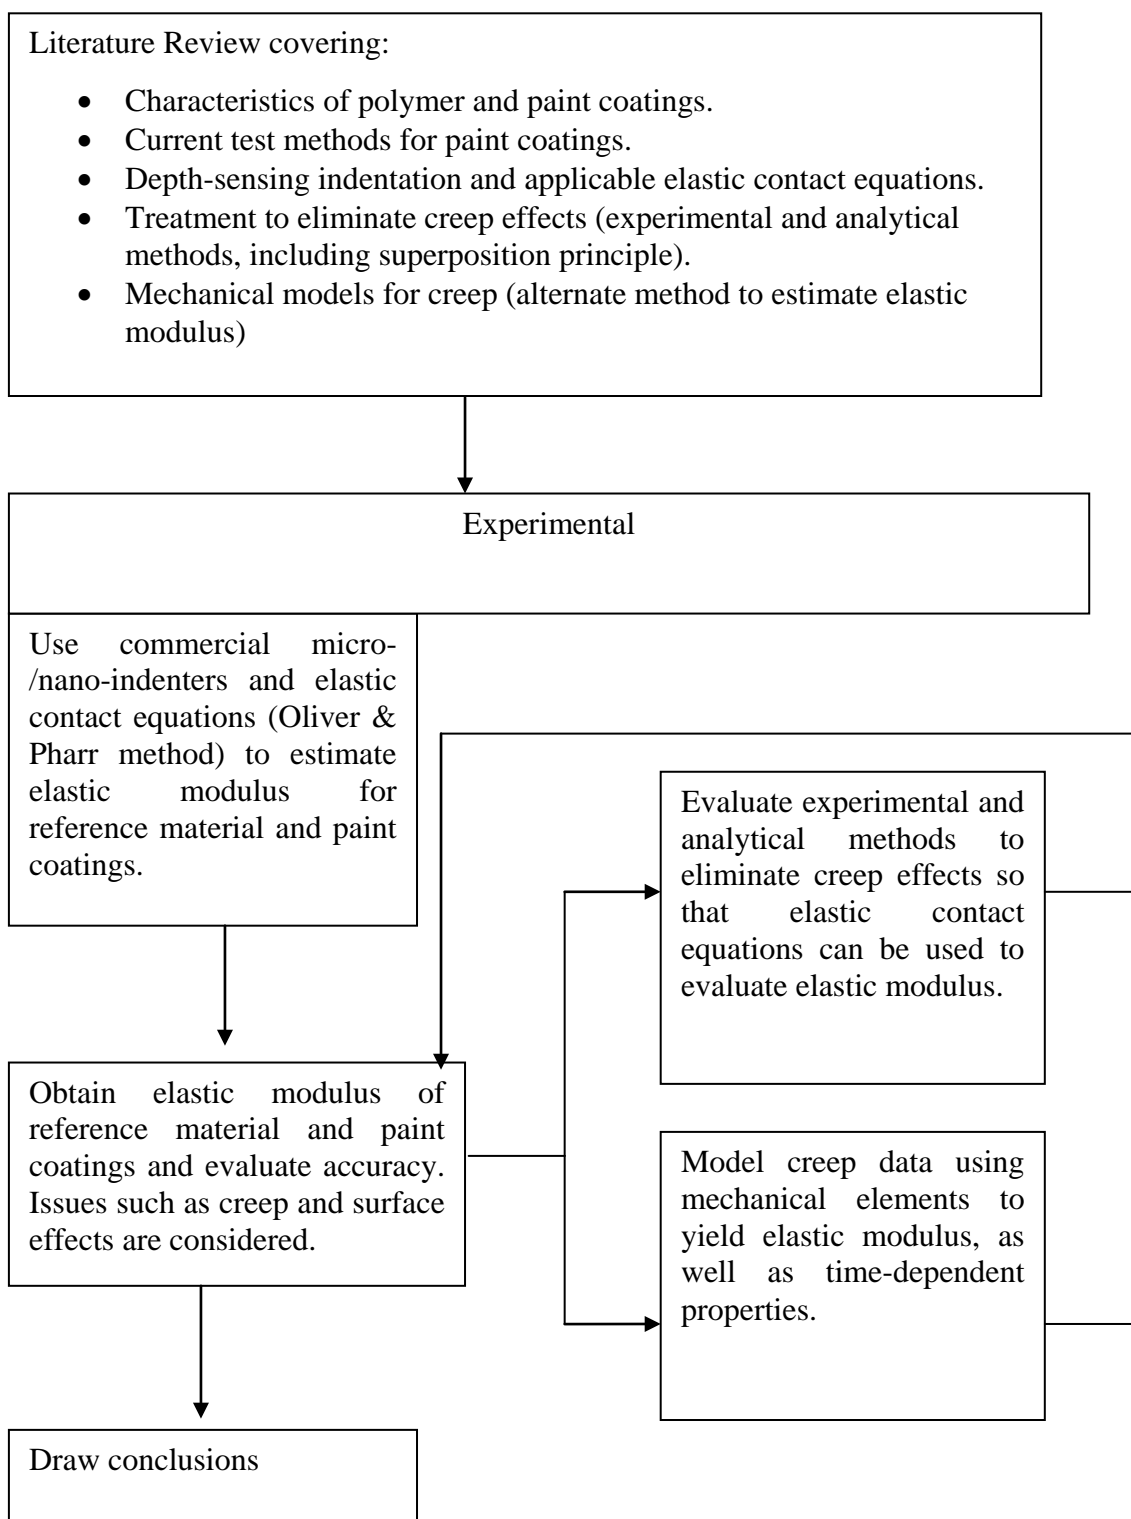 Literature Review covering:
• Characteristics of polymer and paint coatings.
• Current test methods for paint coatings.
• Depth-sensing indentation and applicable elastic contact equations.
• Treatment to eliminate creep effects (experimental and analytical
methods, including superposition principle).
• Mechanical models for creep (alternate method to estimate elastic
modulus)
Experimental
Use commercial micro-
/nano-indenters and elastic
contact equations (Oliver &
Pharr method) to estimate
elastic modulus for
reference material and paint
coatings.
Evaluate experimental and
analytical methods to
eliminate creep effects so
that elastic contact
equations can be used to
evaluate elastic modulus.
Obtain elastic modulus of
reference material and paint
coatings and evaluate accuracy.
Issues such as creep and surface
effects are considered.
Model creep data using
mechanical elements to
yield elastic modulus, as
well as time-dependent
properties.
Draw conclusions